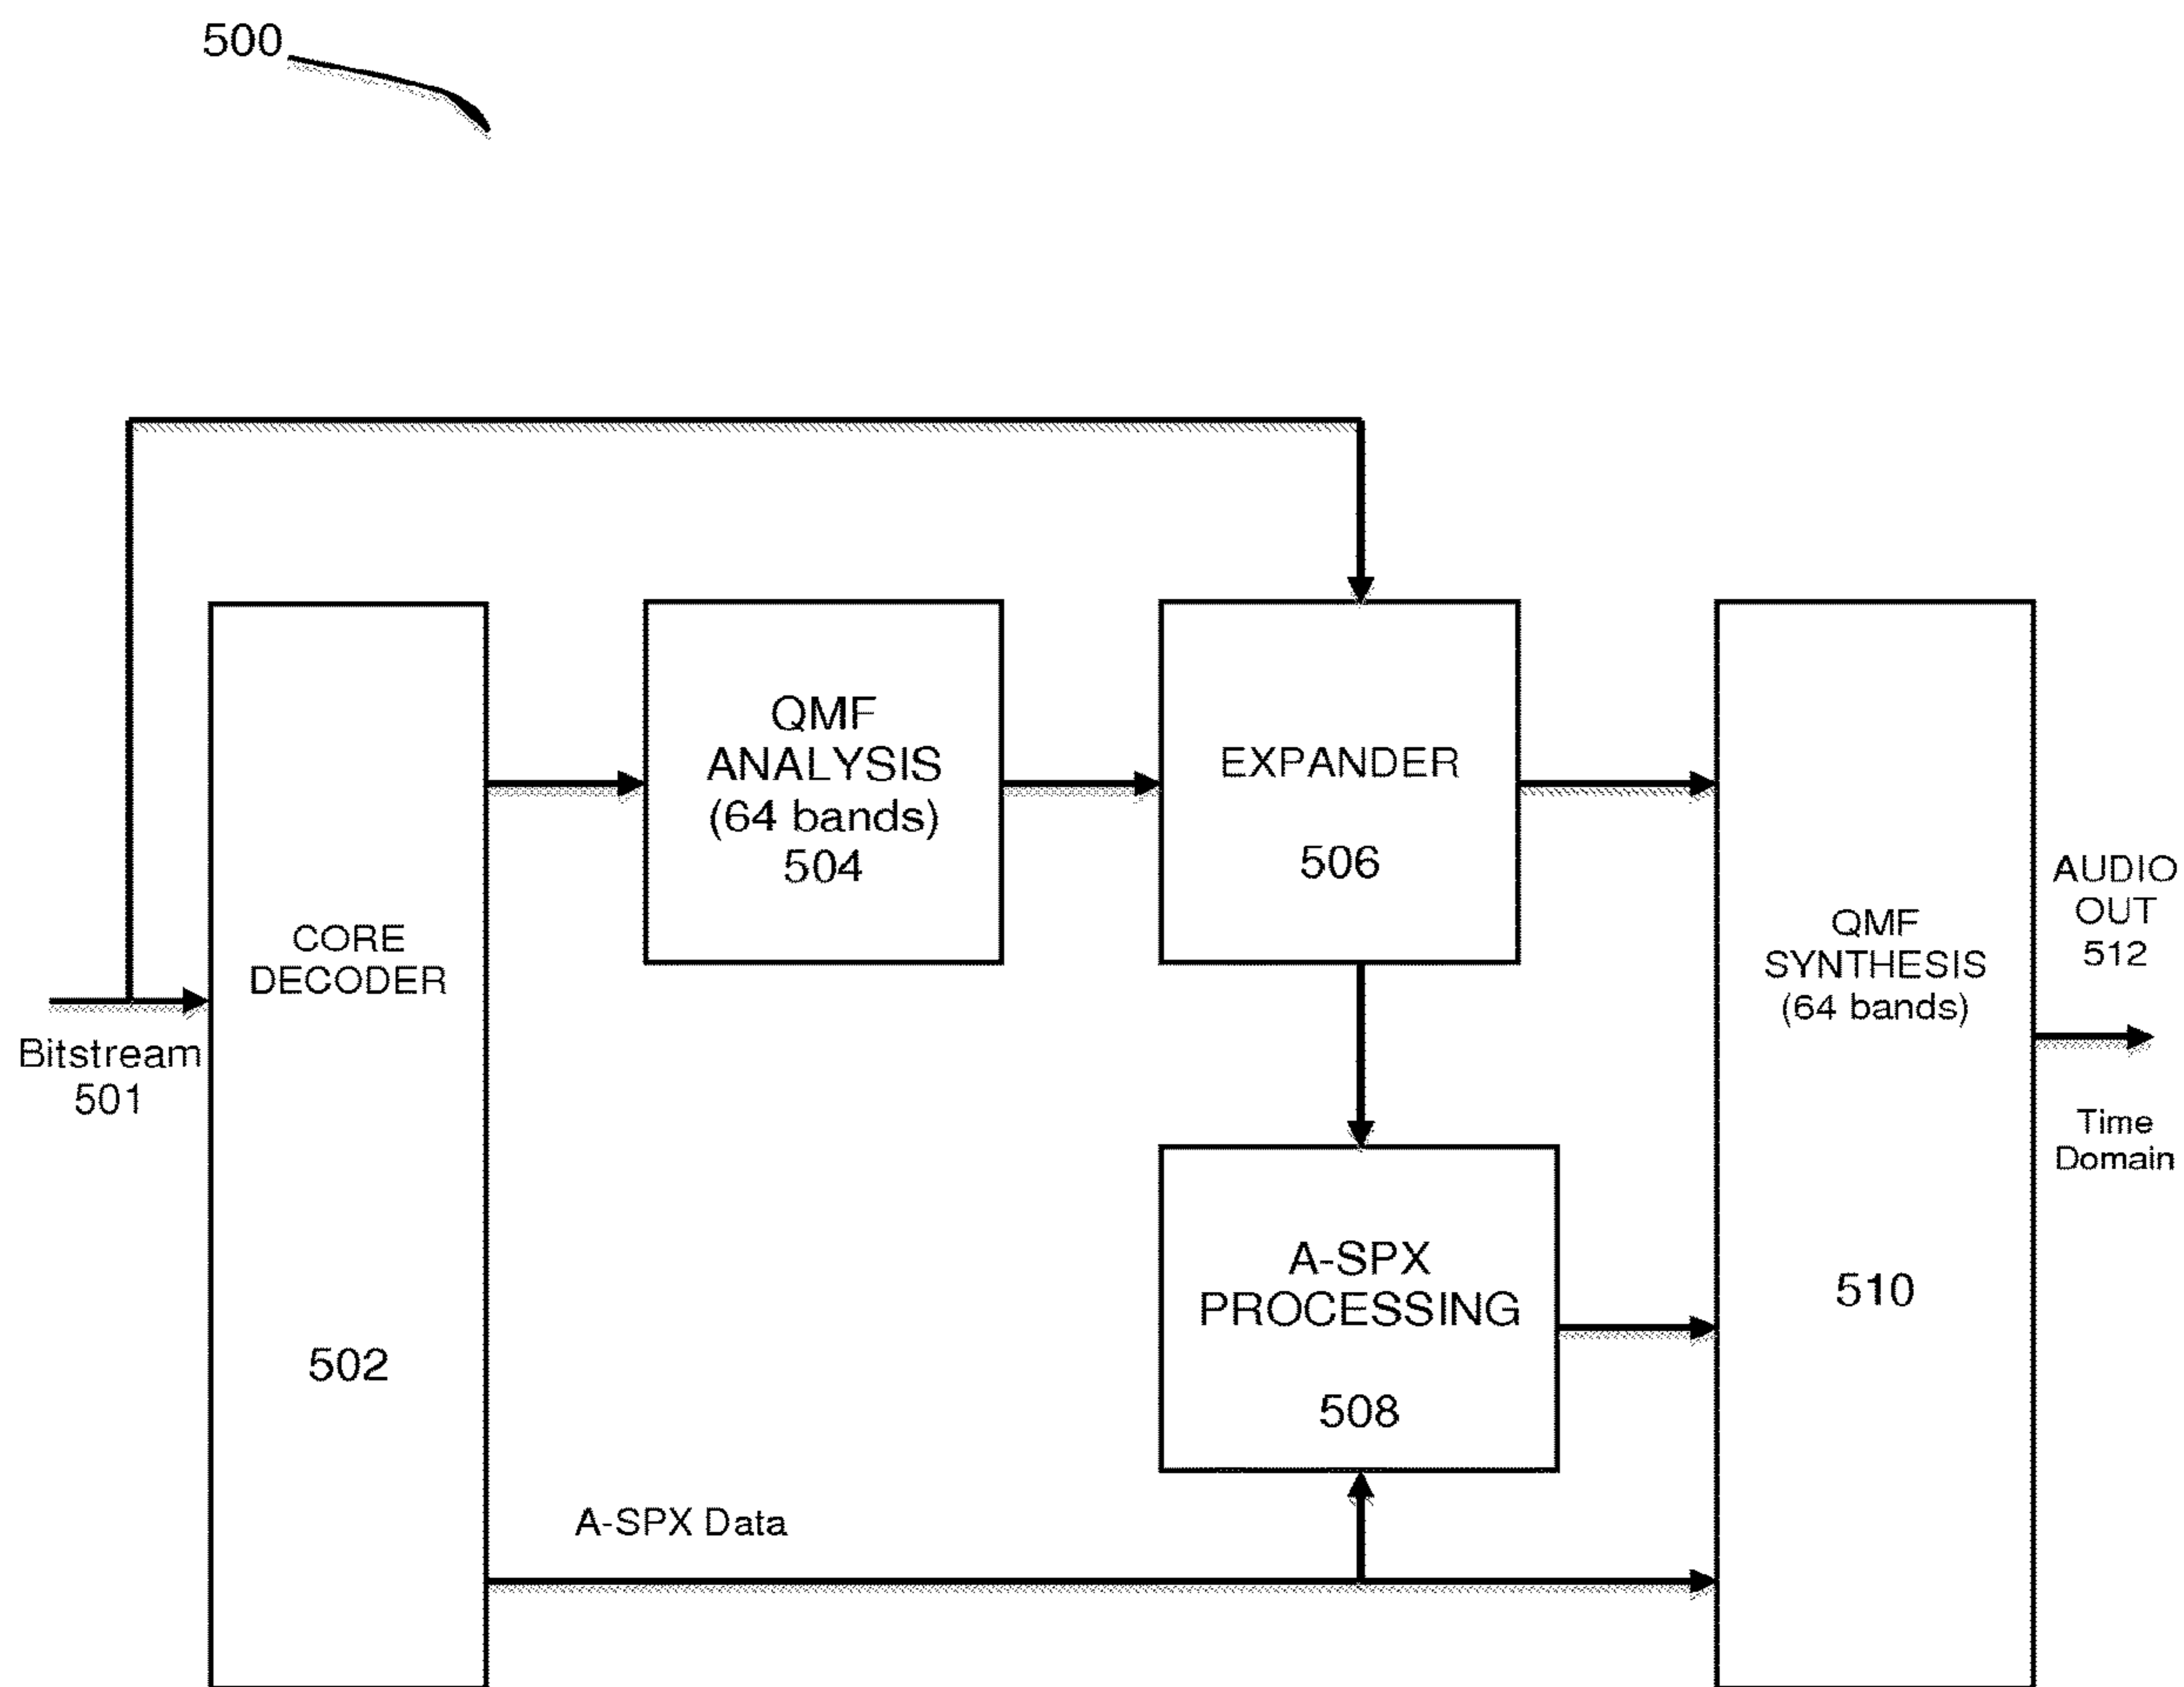 500
QMF
ANALYSIS
(64 bands)
504
EXPANDER
506
CORE
DECODER
502
Bitstream
501
QMF
SYNTHESIS
(64 bands)
510
AUDIO
OUT
512
Time
Domain
A-SPX
PROCESSING
508
A-SPX Data